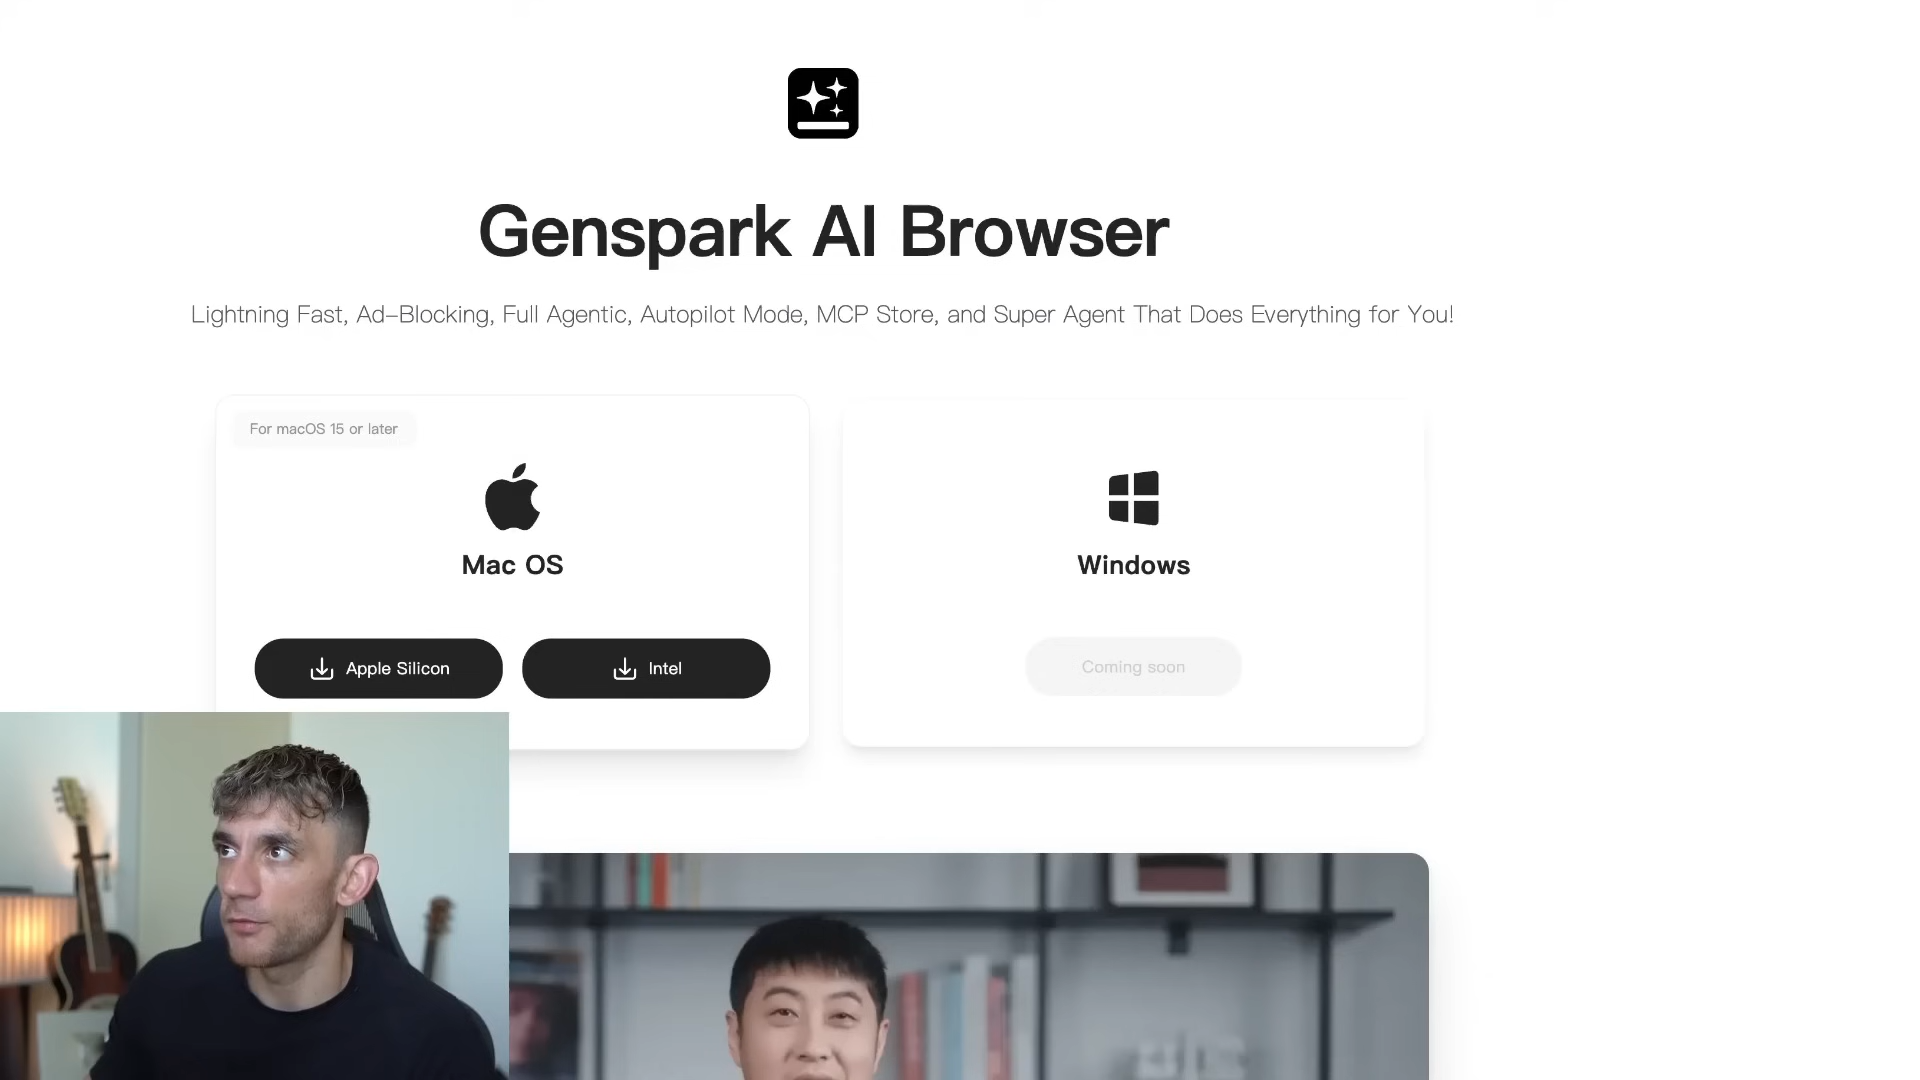 Genspark AI Browser
Lightning Fast, Ad-Blocking, Full Agentic, Autopilot Mode, MCP Store, and Super Agent That Does Everything for You!
For macOS 15 or later
Mac OS
Apple Silicon
Intel
Windows
Coming soon